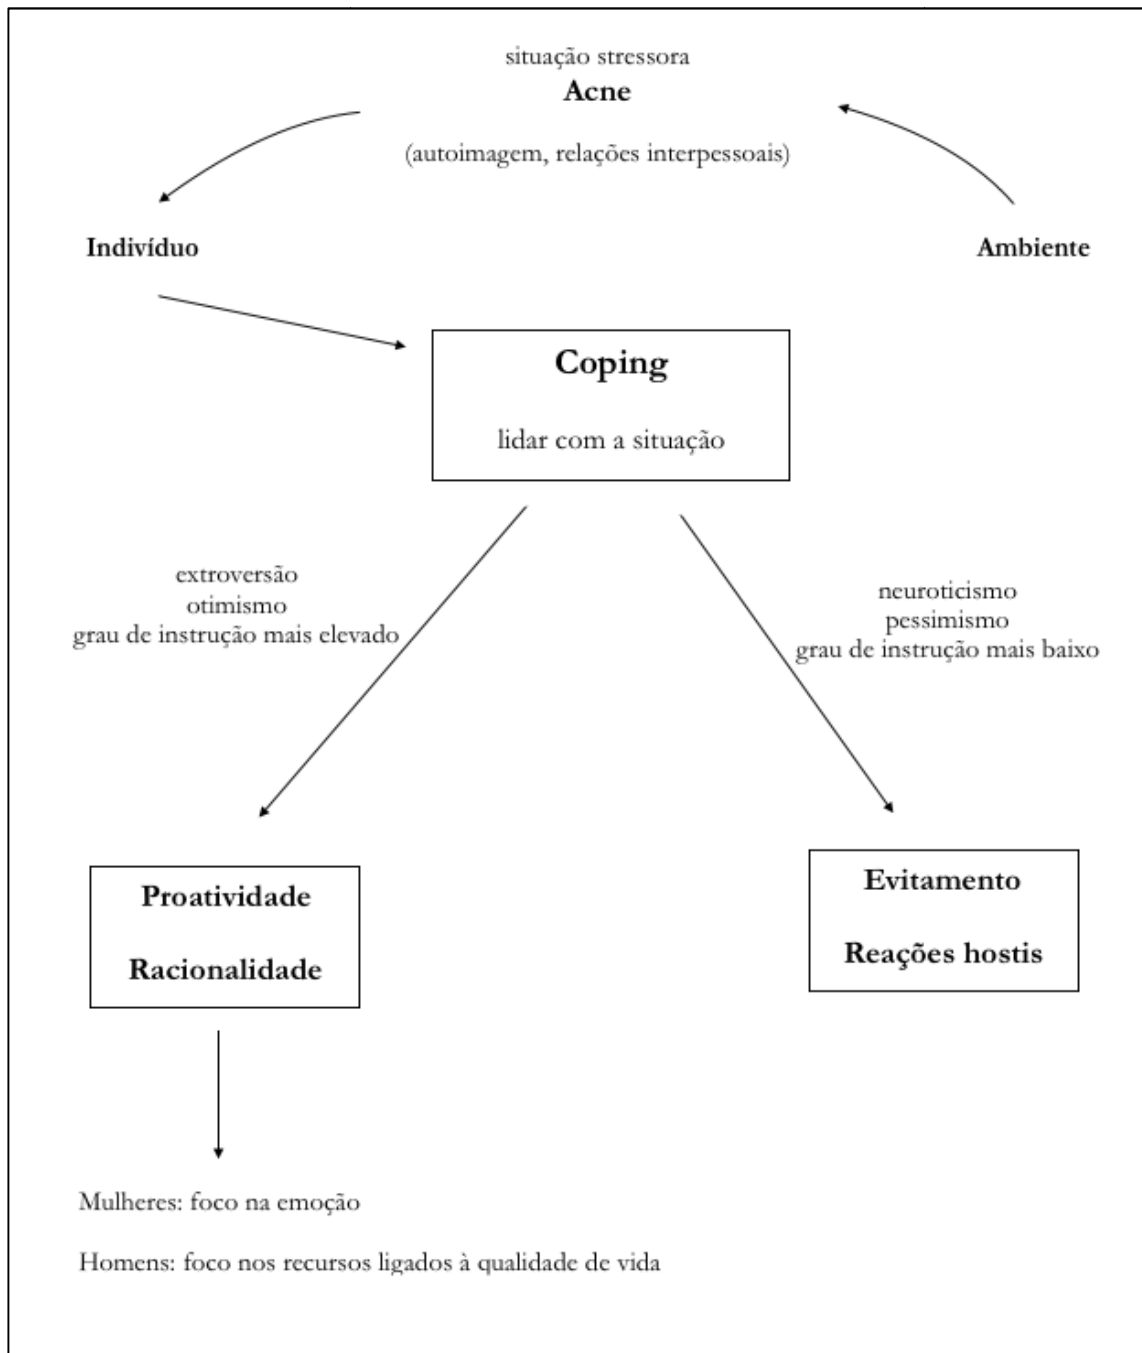 situação stressora
Acne
(autoimagem, relações interpessoais)
Indivíduo
Ambiente
Coping
lidar com a situação
extroversão
otimismo
grau de instrução mais elevado
neuroticismo
pessimismo
grau de instrução mais baixo
Proatividade
Racionalidade
Evitamento
Reações hostis
Mulheres: foco na emoção
Homens: foco nos recursos ligados à qualidade de vida